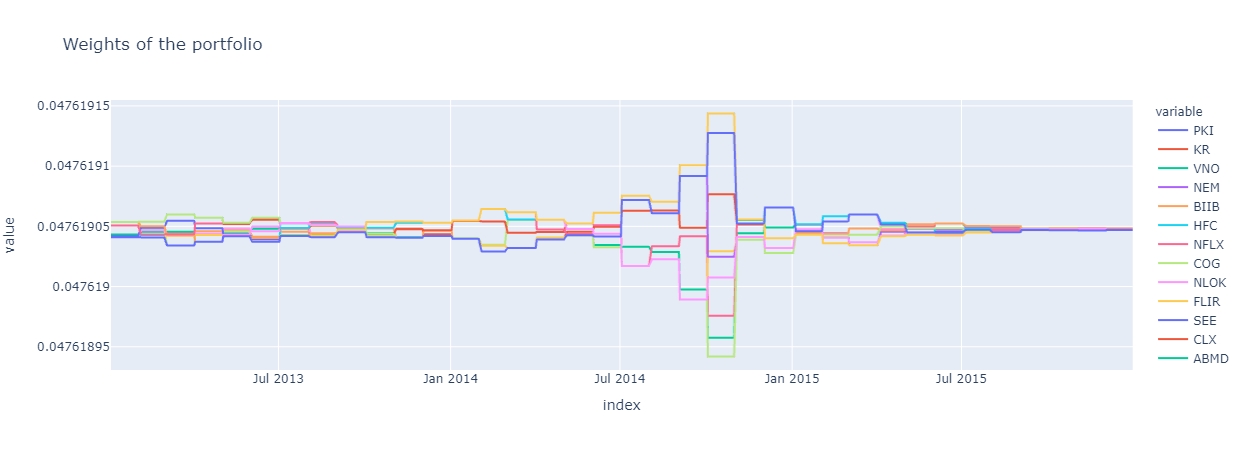 Weights of the portfolio
value
0.04761915
0.0476191
0.04761905
0.047619
0.04761895
Jul 2013
Jan 2014
Jul 2014
Jan 2015
Jul 2015
index
variable
PKI
KR
VNO
NEM
BIIB
HFC
NFLX
COG
NLOK
FLIR
SEE
CLX
ABMD